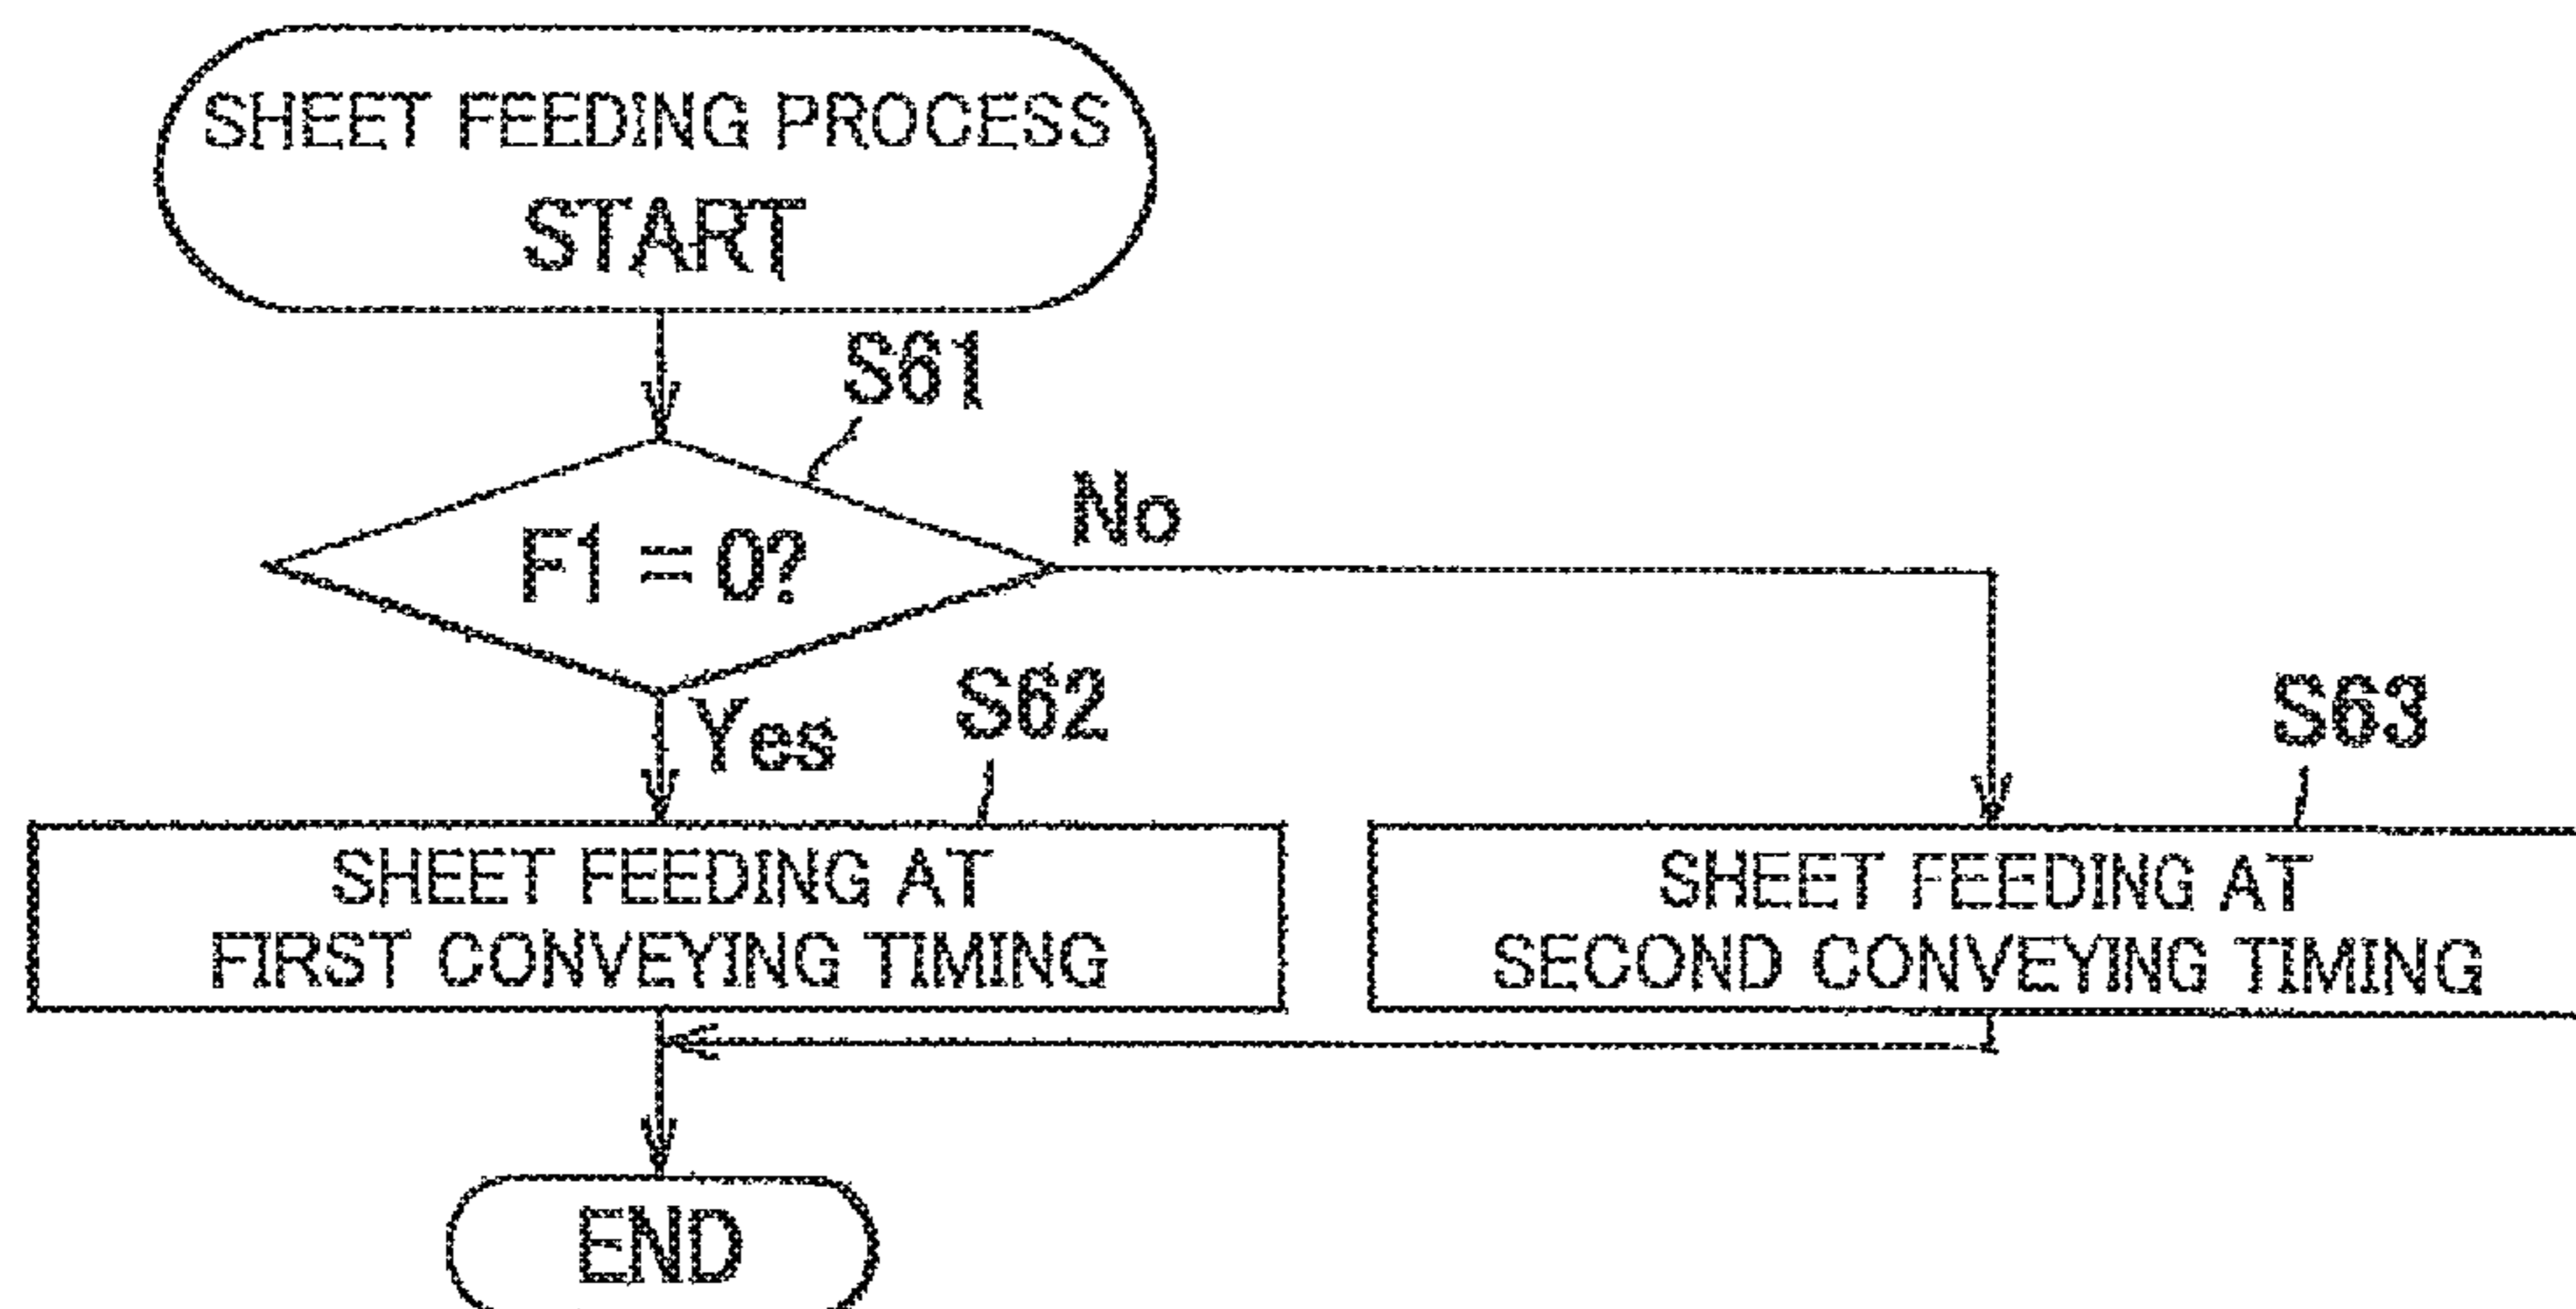 SHEET FEEDING PROCESS
START
S61
F1 = 0?
No
Yes
S62
S63
SHEET FEEDING AT
FIRST CONVEYING TIMING
SHEET FEEDING AT
SECOND CONVEYING TIMING
END